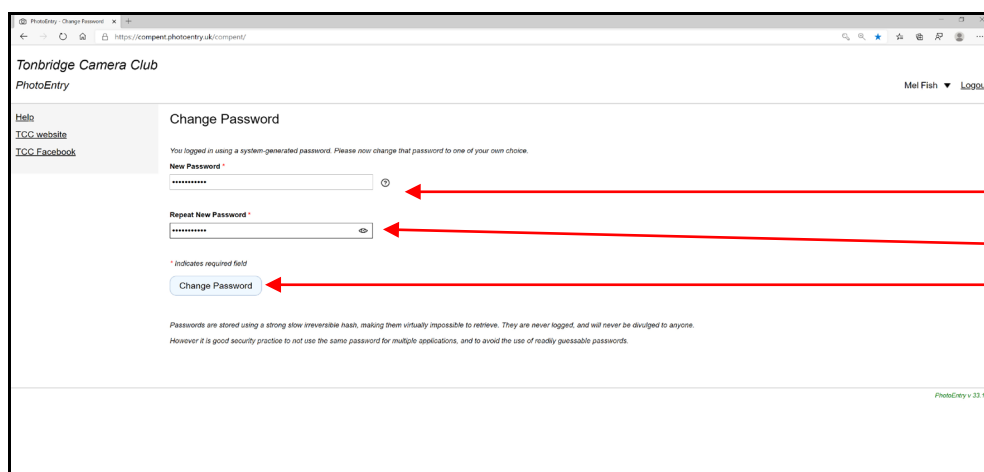 PhotoEntry - Change Password
https://compent.photoentry.uk/compent/
Tonbridge Camera Club
PhotoEntry
Mel Fish ▼ Logou
Help
TCC website
TCC Facebook
Change Password
You logged in using a system-generated password. Please now change that password to one of your own choice.
New Password *
•••••••••••
Repeat New Password *
•••••••••••
* Indicates required field
Change Password
Passwords are stored using a strong slow irreversible hash, making them virtually impossible to retrieve. They are never logged, and will never be divulged to anyone.
However it is good security practice to not use the same password for multiple applications, and to avoid the use of readily guessable passwords.
PhotoEntry v 33.1